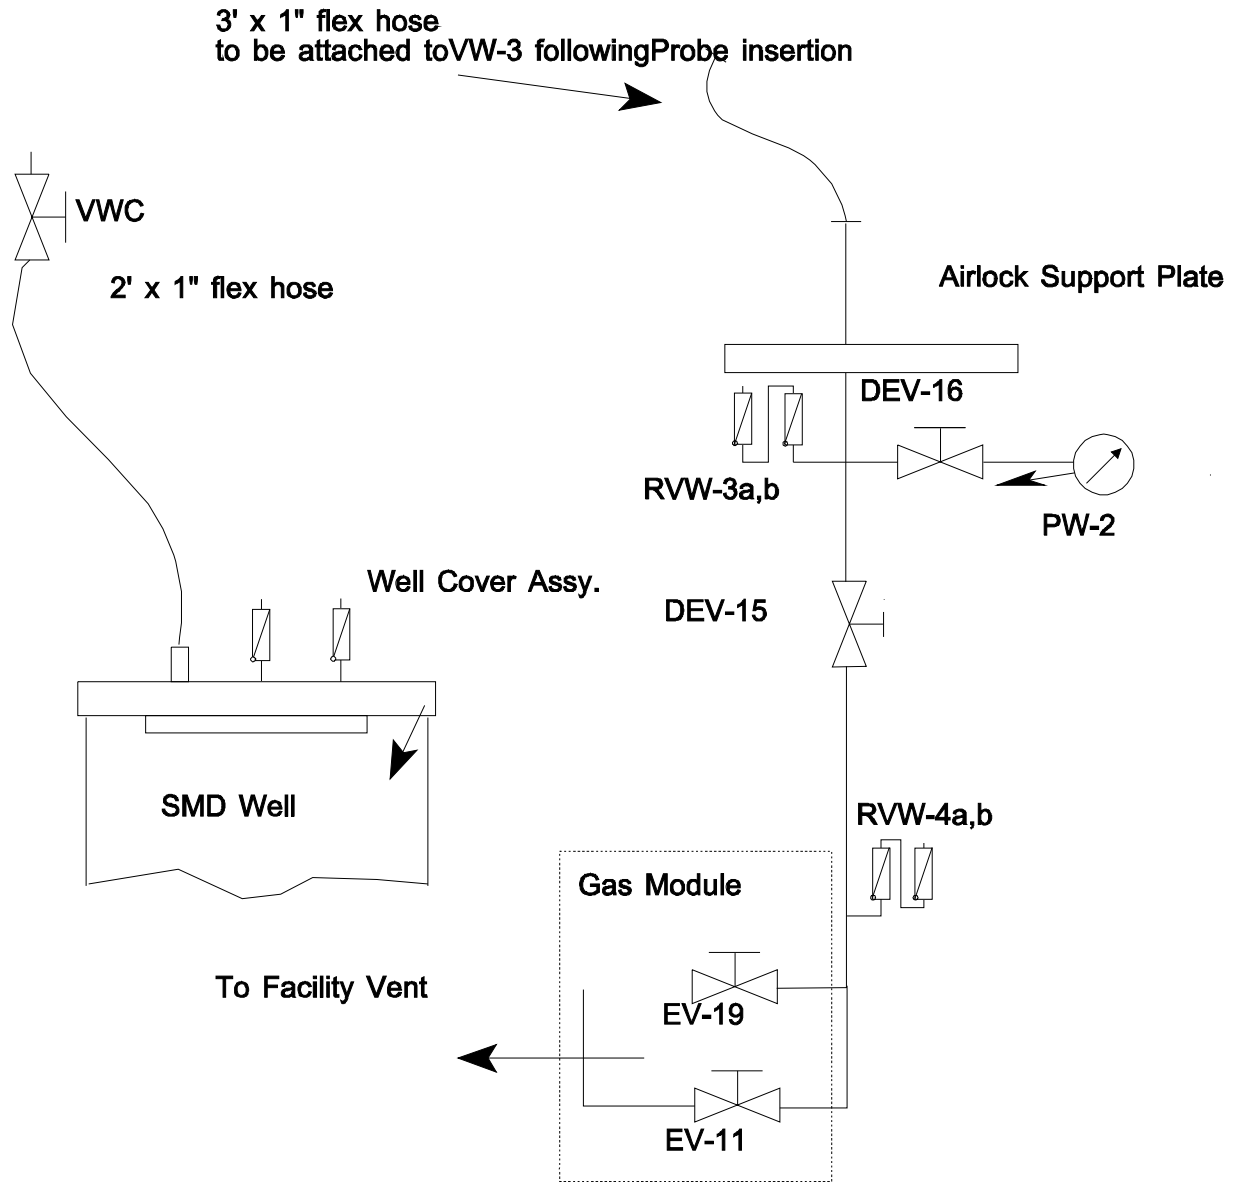 3' x 1" flex hose
to be attached toVW-3 followingProbe insertion
VWC
2' x 1" flex hose
Airlock Support Plate
DEV-16
RVW-3a,b
PW-2
Well Cover Assy.
DEV-15
SMD Well
RVW-4a,b
Gas Module
To Facility Vent
EV-19
EV-11